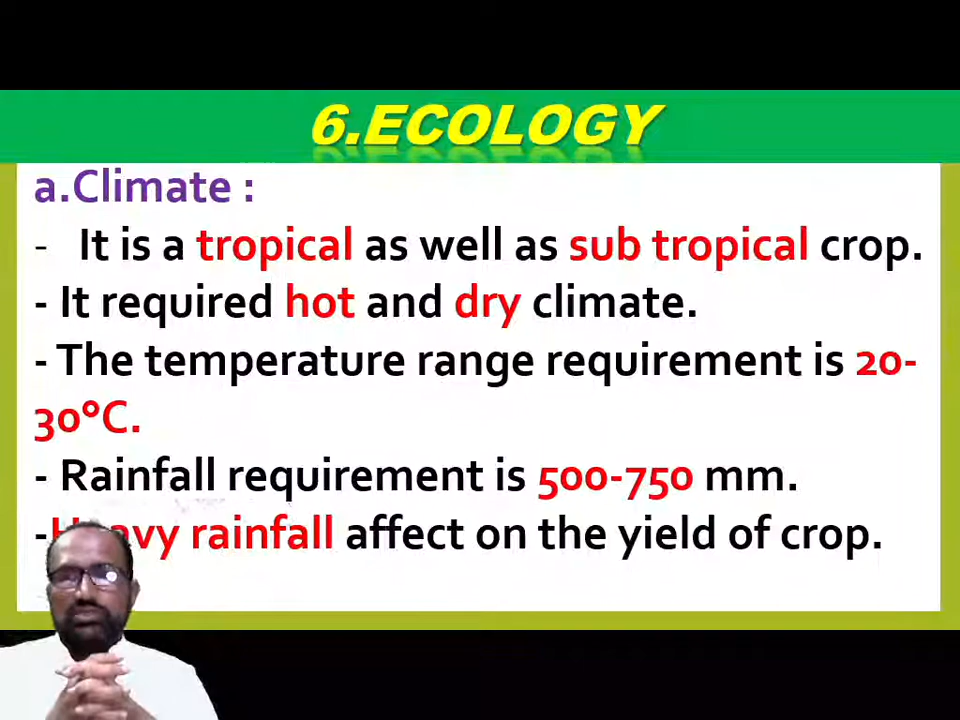 6.ECOLOGY
a.Climate :
- It is a tropical as well as sub tropical crop.
- It required hot and dry climate.
- The temperature range requirement is 20-
30°C.
- Rainfall requirement is 500-750 mm.
-Heavy rainfall affect on the yield of crop.